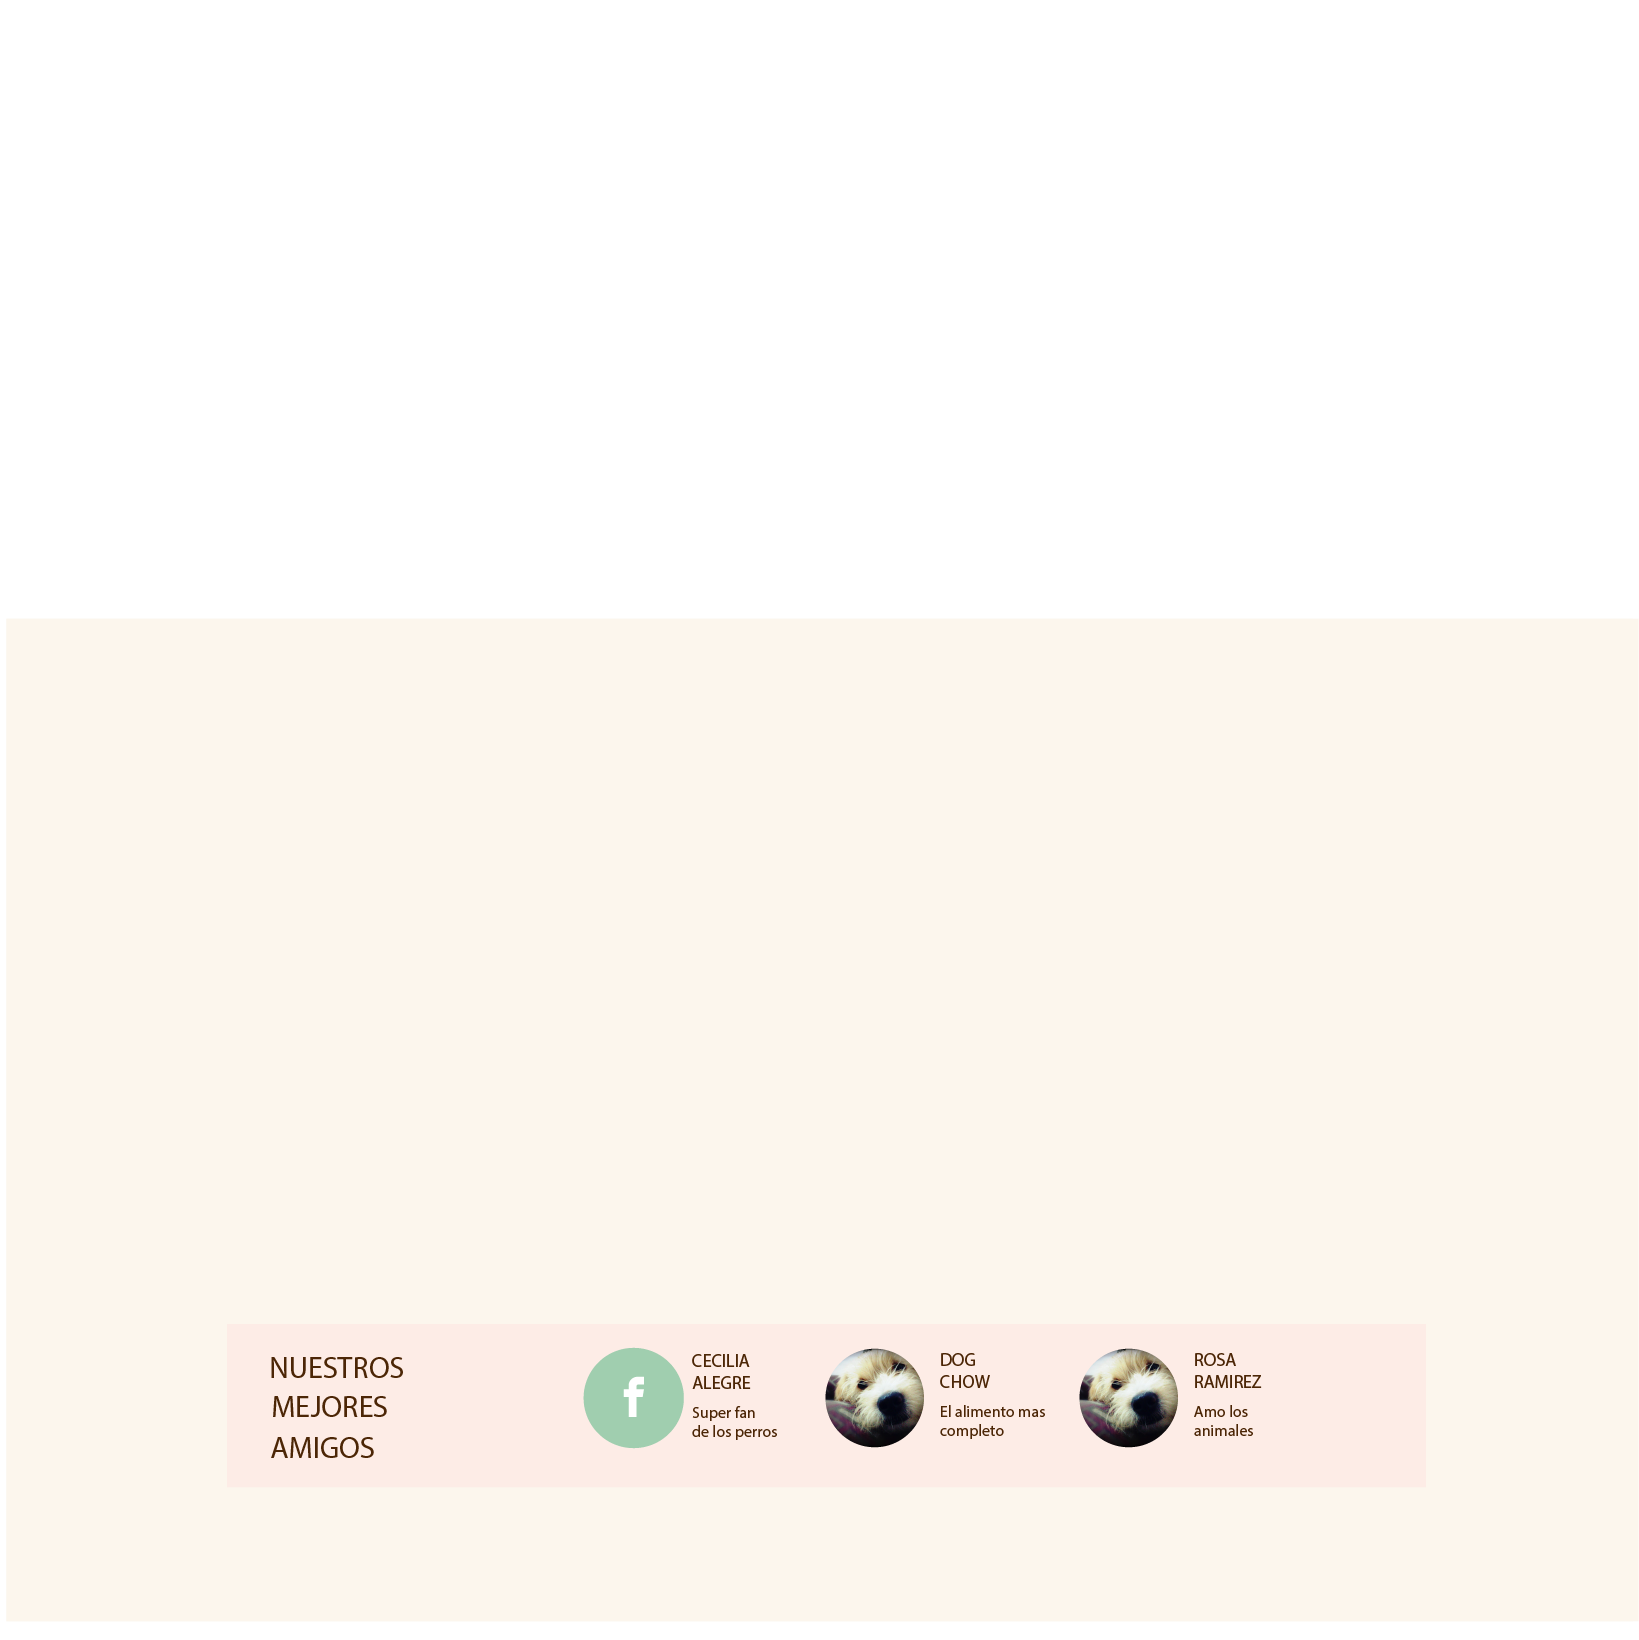 NUESTROS
MEJORES
AMIGOS
f
CECILIA
ALEGRE
Super fan
de los perros
DOG
CHOW
El alimento mas
completo
ROSA
RAMIREZ
Amo los
animales